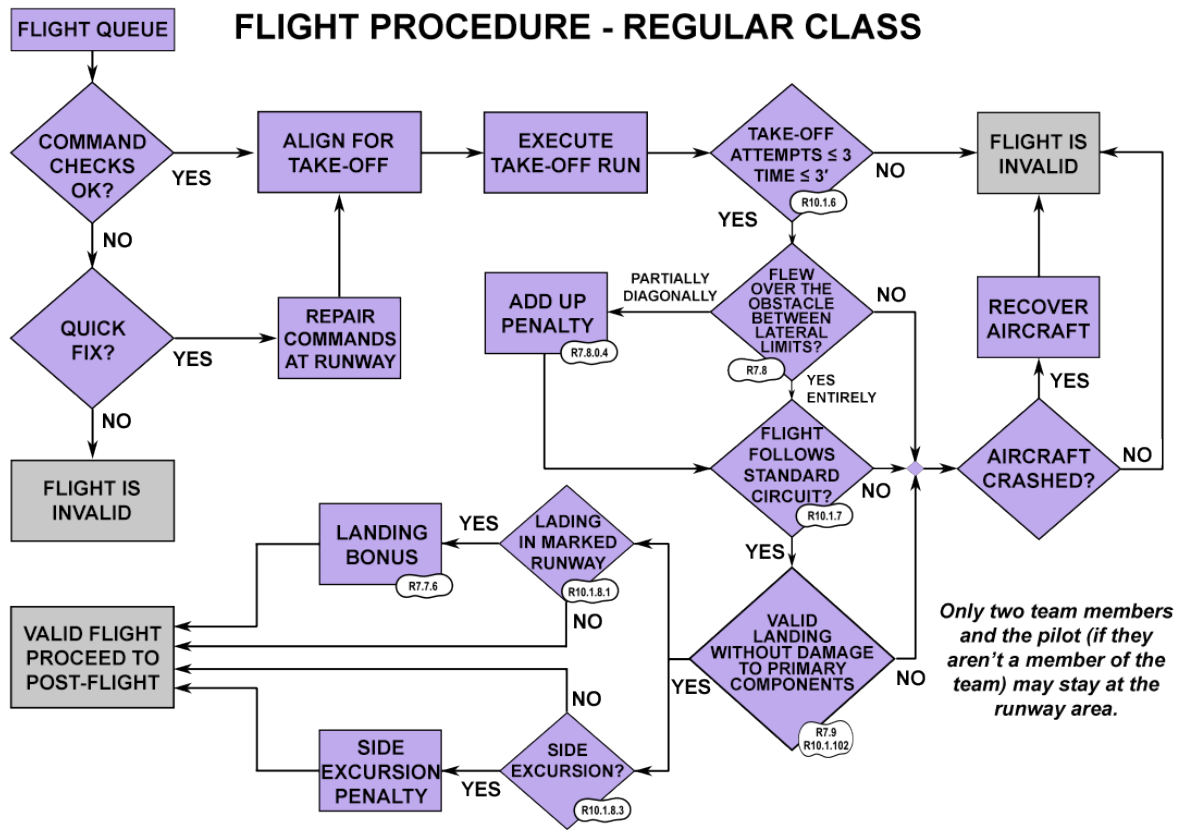 FLIGHT PROCEDURE - REGULAR CLASS
FLIGHT QUEUE
COMMAND
CHECKS
OK?
YES
NO
ALIGN FOR
TAKE-OFF
EXECUTE
TAKE-OFF RUN
TAKE-OFF
ATTEMPTS ≤ 3
TIME ≤ 3'
R10.1.6
NO
YES
FLIGHT IS
INVALID
QUICK
FIX?
YES
NO
REPAIR
COMMANDS
AT RUNWAY
FLIGHT IS
INVALID
FLEW
OVER THE
OBSTACLE
BETWEEN
LATERAL
LIMITS?
R7.8
PARTIALLY
DIAGONALLY
NO
YES
ENTIRELY
ADD UP
PENALTY
R7.8.0.4
RECOVER
AIRCRAFT
YES
AIRCRAFT
CRASHED?
NO
FLIGHT
FOLLOWS
STANDARD
CIRCUIT?
R10.1.7
NO
YES
VALID
LANDING
WITHOUT DAMAGE
TO PRIMARY
COMPONENTS
R7.9
R10.1.102
NO
YES
LADING
IN MARKED
RUNWAY
R10.1.8.1
YES
NO
LANDING
BONUS
R7.7.6
VALID FLIGHT
PROCEED TO
POST-FLIGHT
SIDE
EXCURSION?
R10.1.8.3
NO
YES
SIDE
EXCURSION
PENALTY
Only two team members
and the pilot (if they
aren't a member of the
team) may stay at the
runway area.